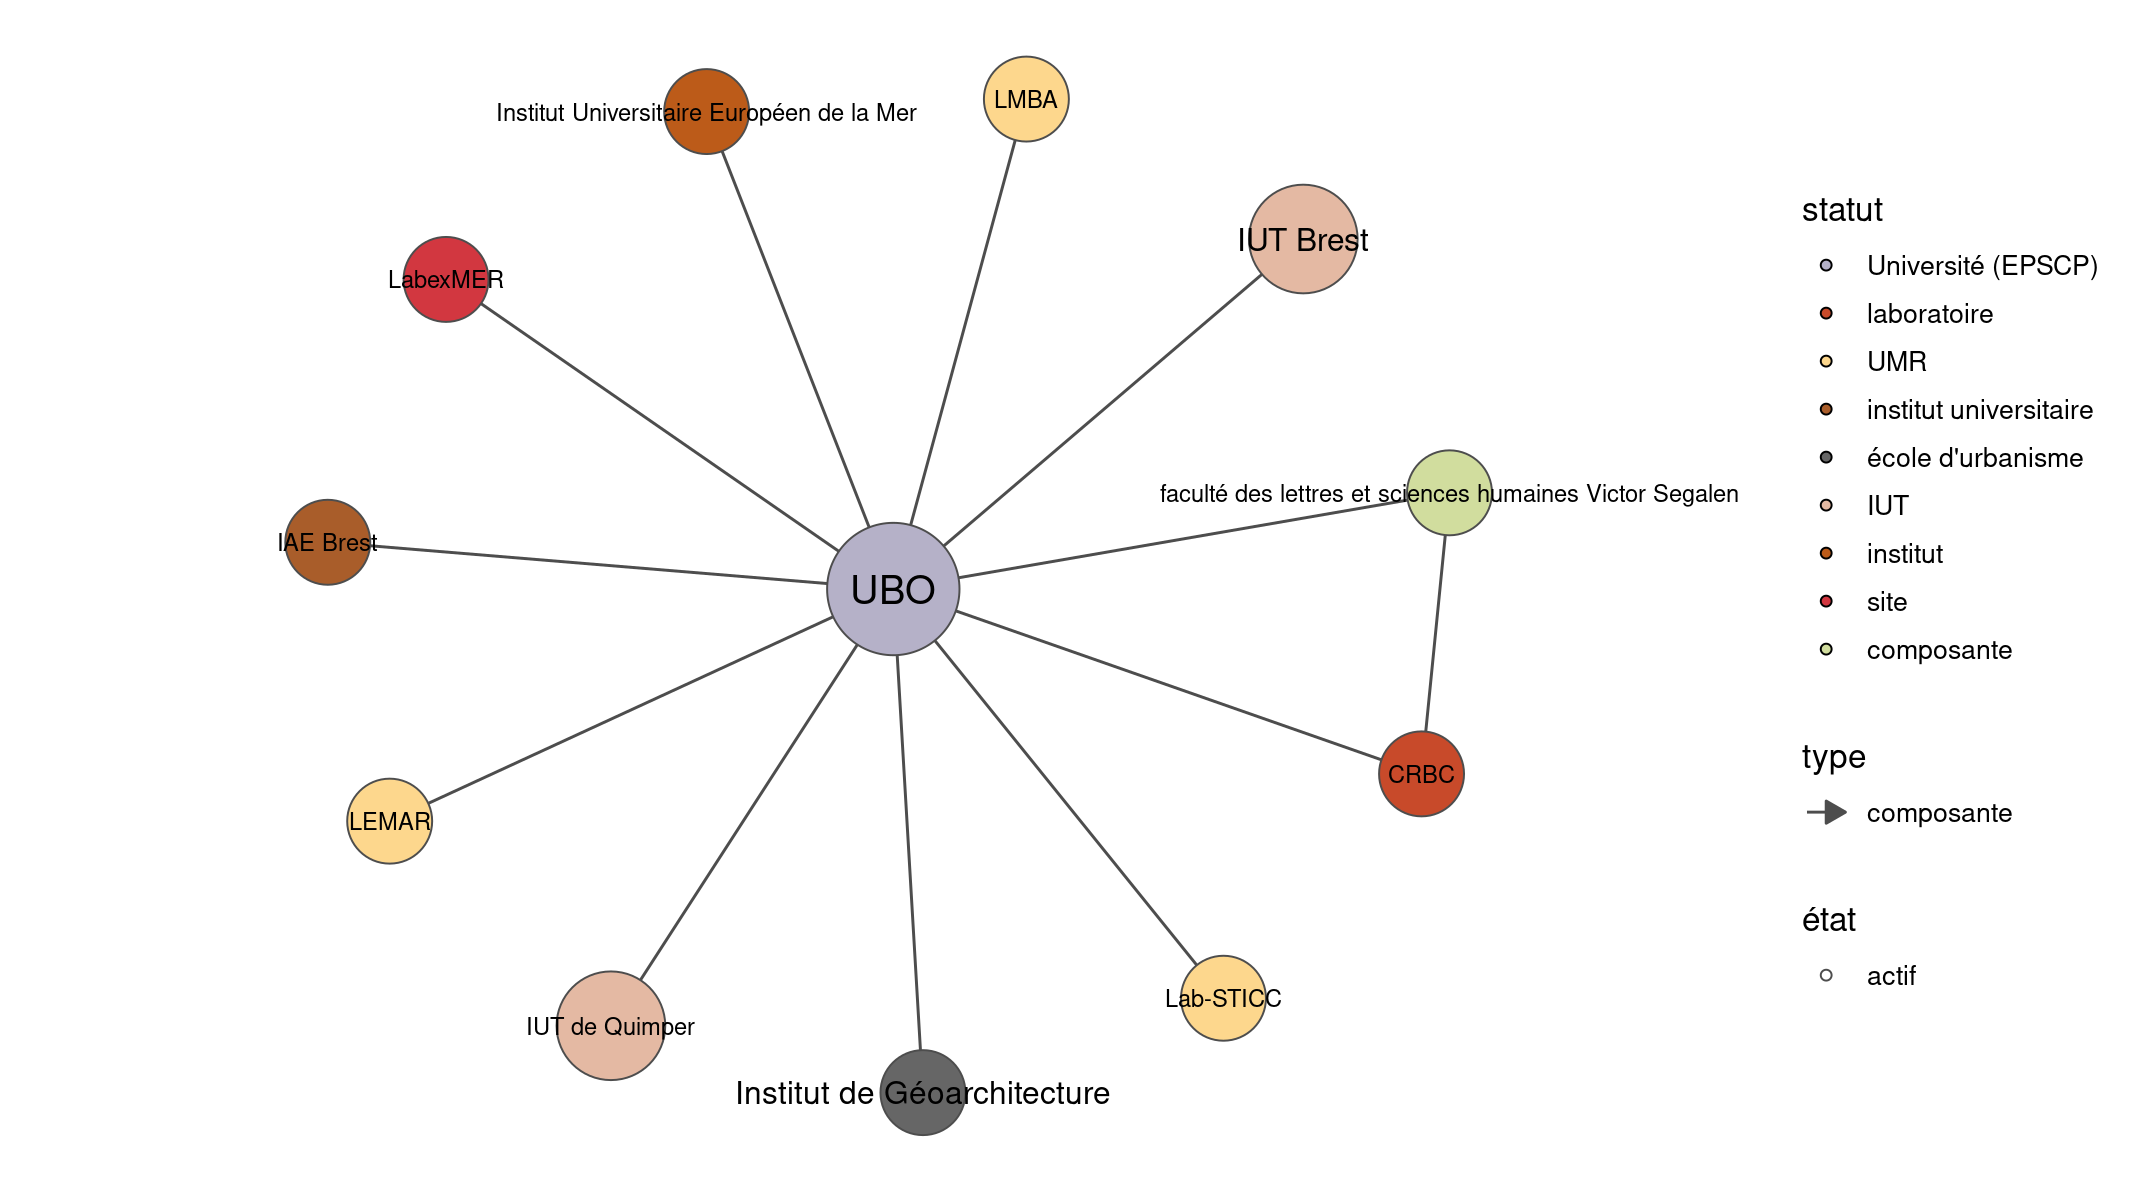 LMBA
Institut Universitaire Européen de la Mer
IUT Brest
LabexMER
faculté des lettres et sciences humaines Victor Segalen
IAE Brest
UBO
CRBC
LEMAR
Lab-STICC
IUT de Quimper
Institut de Géoarchitecture
statut
Université (EPSCP)
laboratoire
UMR
institut universitaire
école d'urbanisme
IUT
institut
site
composante
type
composante
état
actif